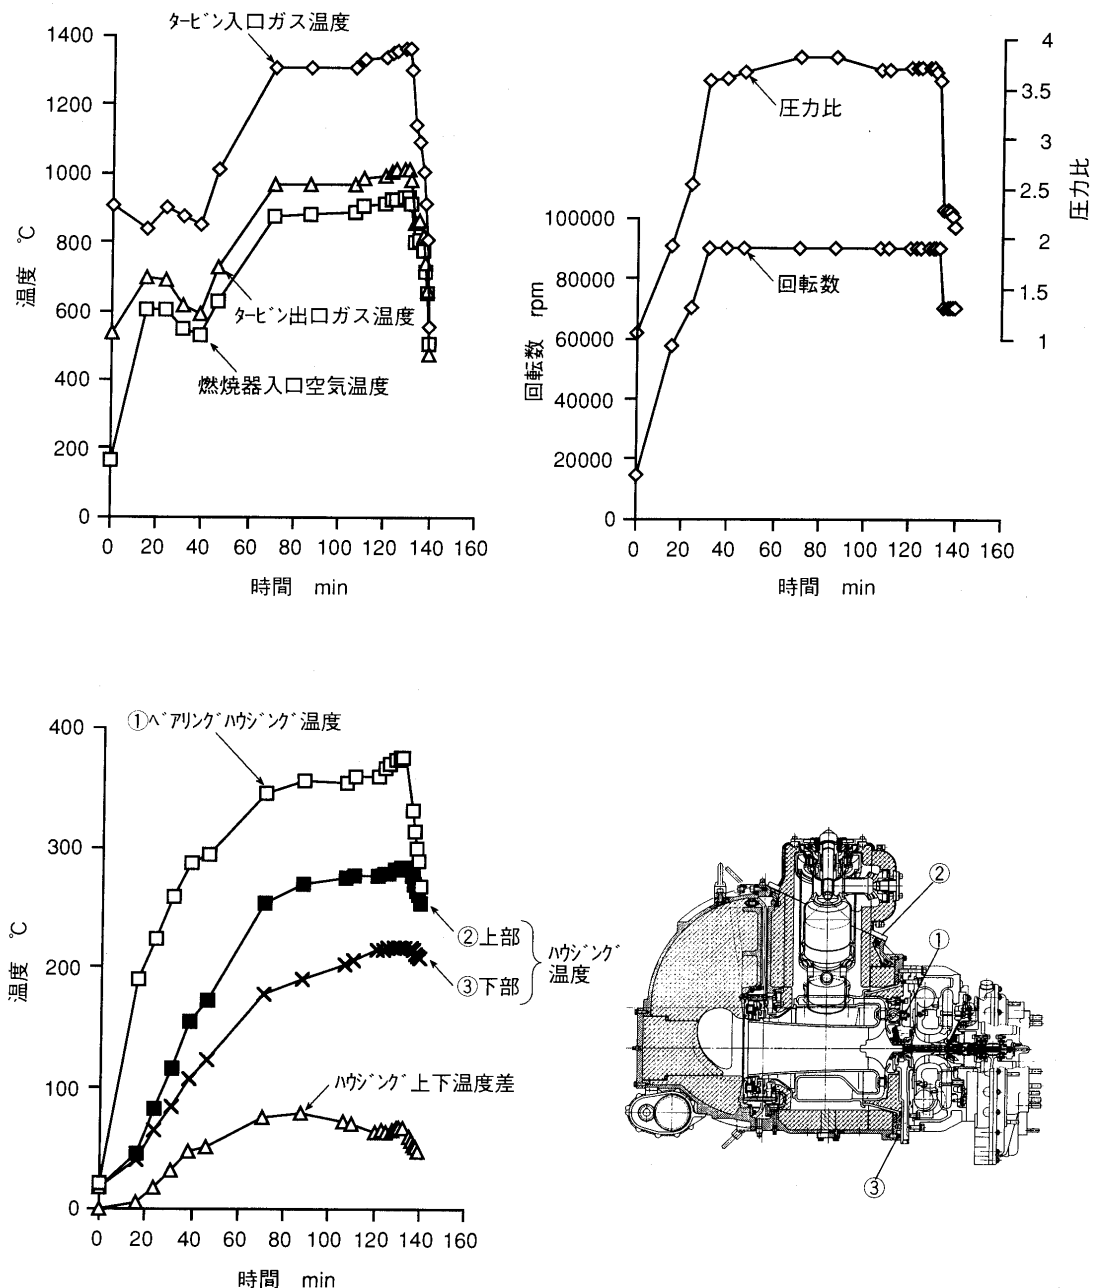 タービン入口ガス温度
1400
1200
1000
800
600
400
200
0
温度 ℃
タービン出口ガス温度
燃焼器入口空気温度
0 20 40 60 80 100 120 140 160
時間 min
4
3.5
3
2.5
2
1.5
1
圧力比
圧力比
100000
80000
60000
40000
20000
0
回転数 rpm
回転数
0 20 40 60 80 100 120 140 160
時間 min
400
300
200
100
0
温度 ℃
①ベアリングハウジング温度
②上部
③下部
ハウジング
温度
ハウジング上下温度差
0 20 40 60 80 100 120 140 160
時間 min
②
①
③